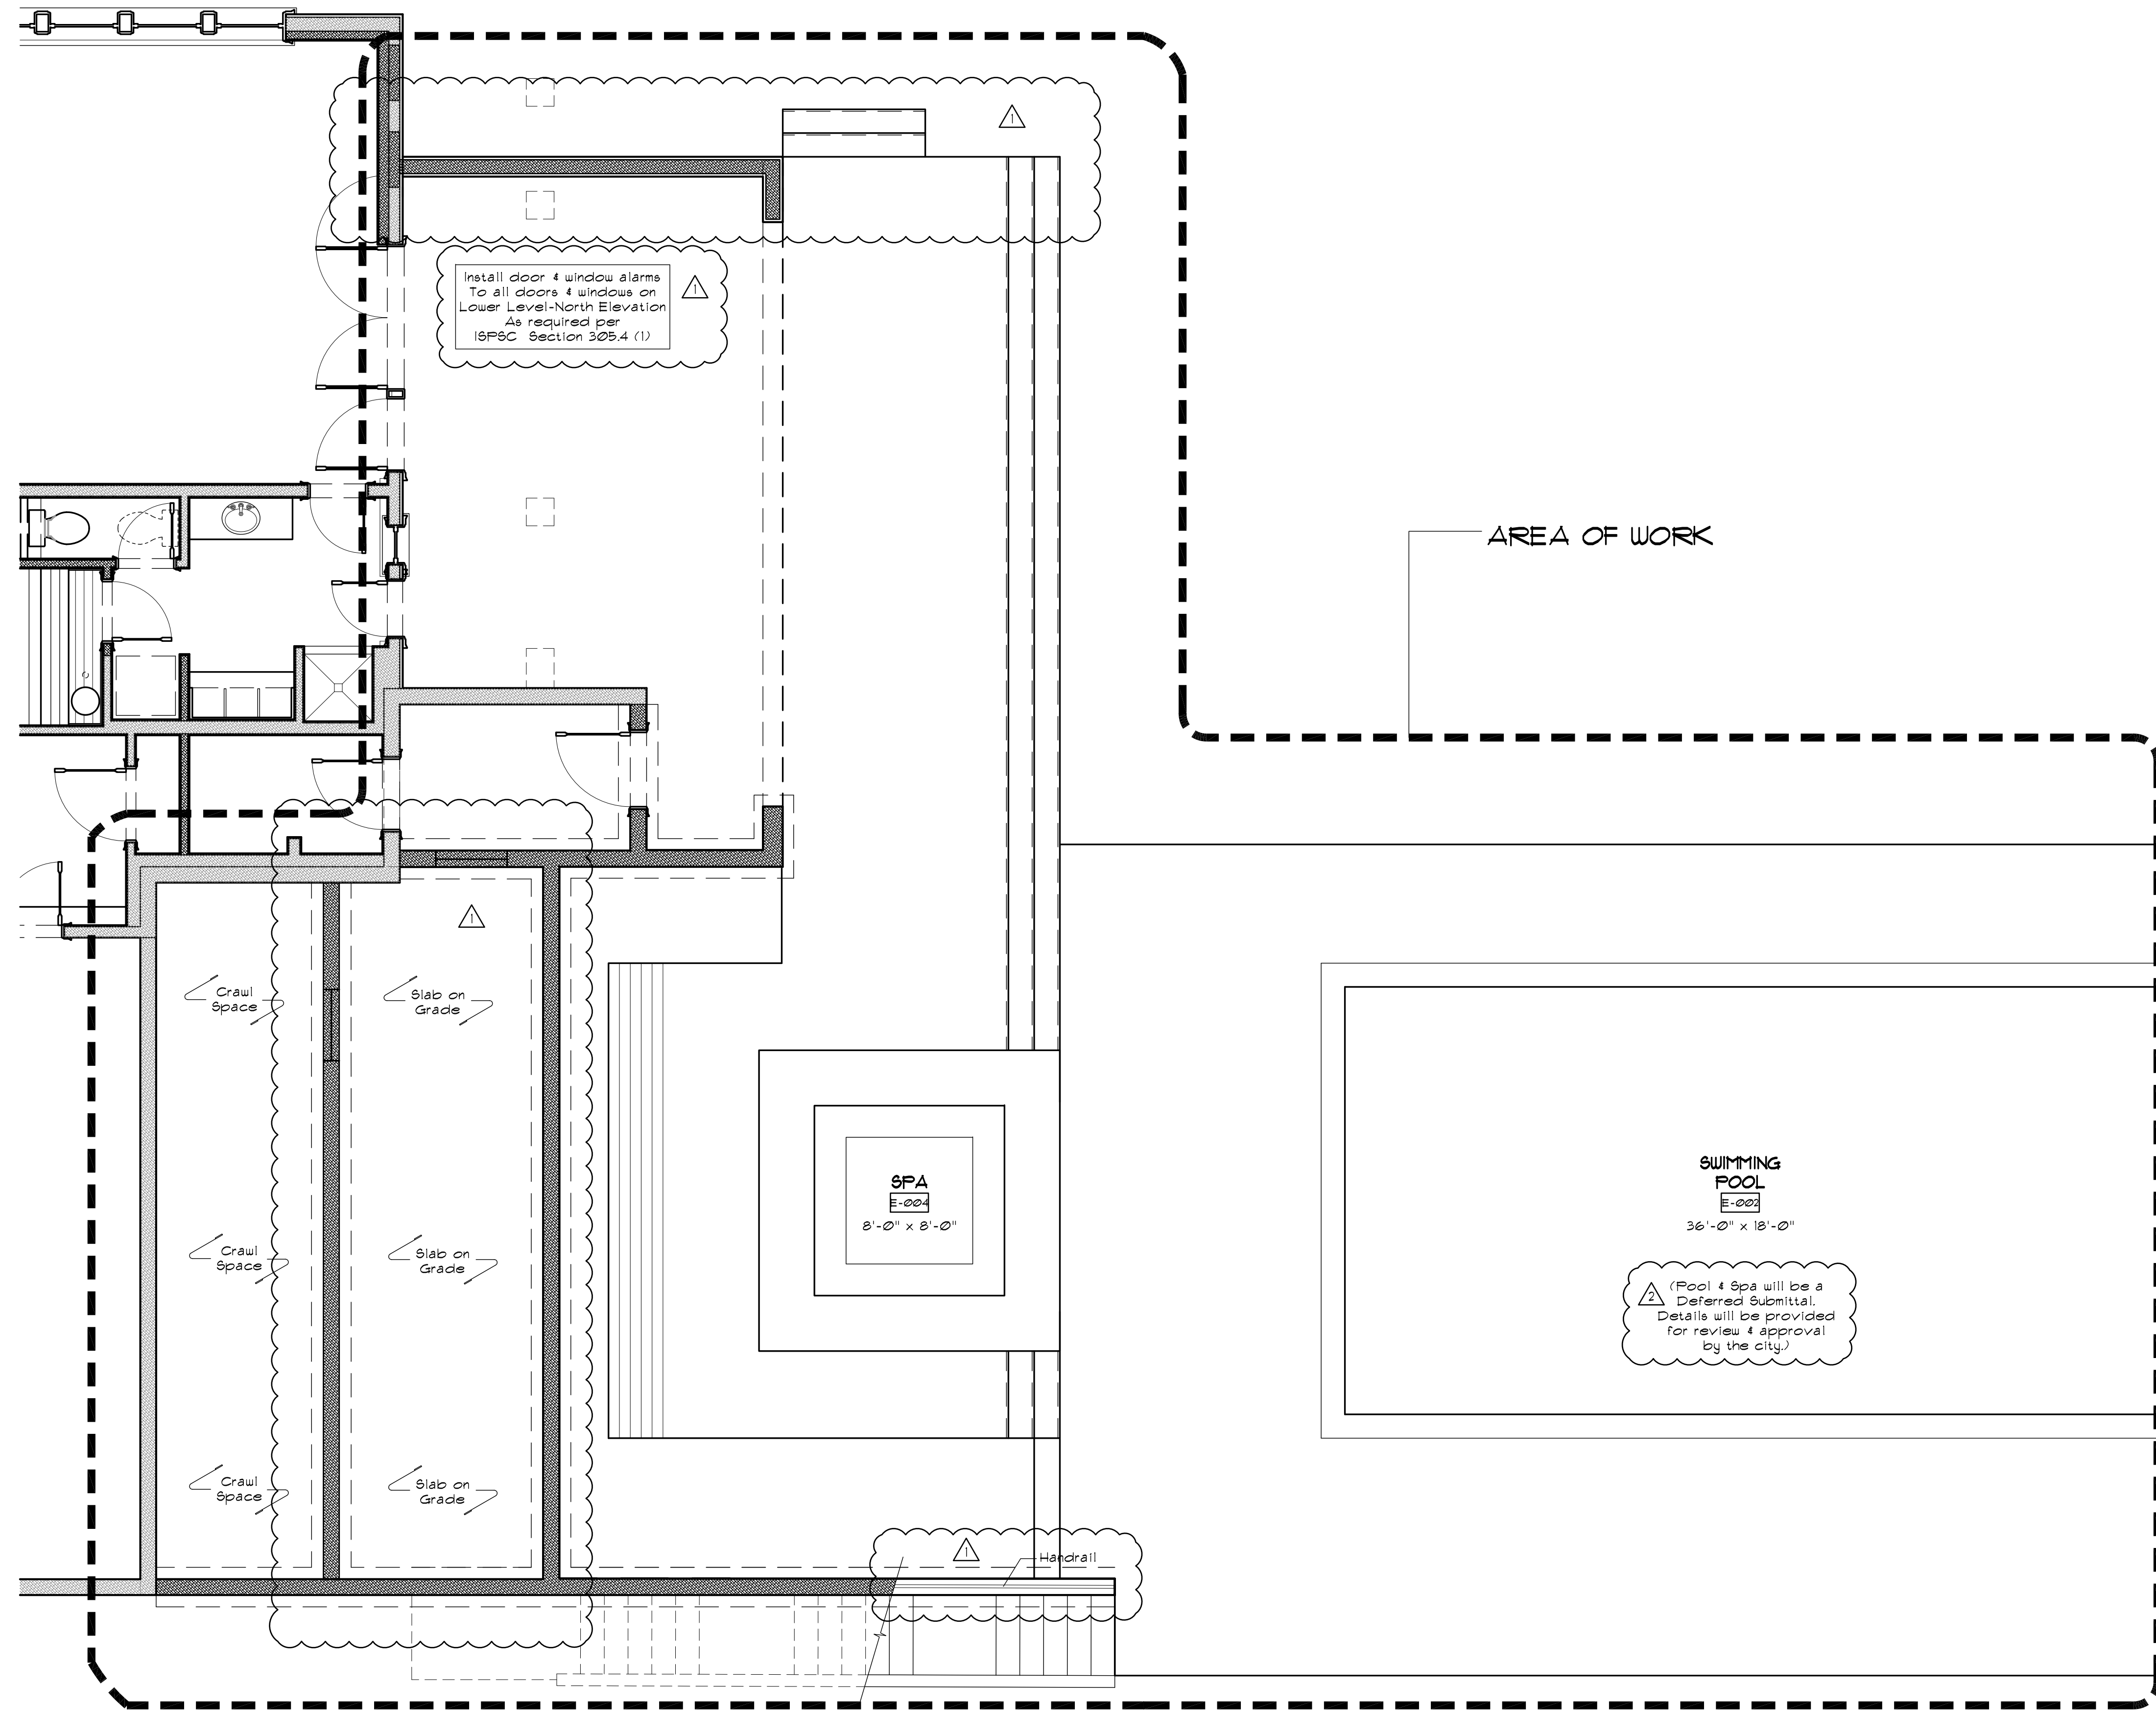 1
Install door & window alarms
To all doors & windows on
Lower Level-North Elevation
As required per
ISPSC Section 305.4 (1)
1
AREA OF WORK
1
Crawl
Space
Slab on
Grade
SPA
E-004
8'-0" x 8'-0"
SWIMMING
POOL
E-002
36'-0" x 18'-0"
Crawl
Space
Slab on
Grade
2
(Pool & Spa will be a
Deferred Submittal.
Details will be provided
for review & approval
by the city.)
Crawl
Space
Slab on
Grade
1
Handrail